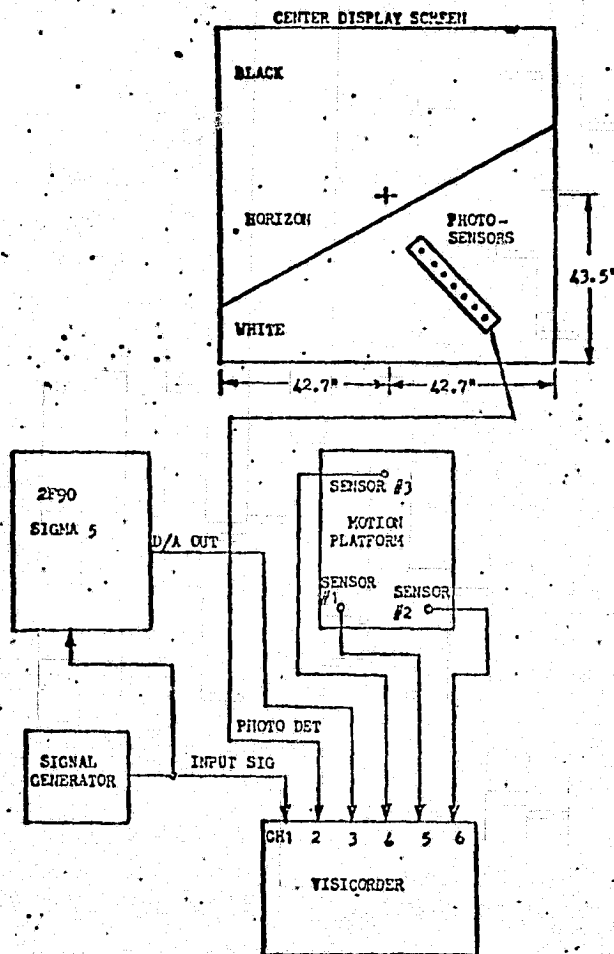 CENTER DISPLAY SCREEN
BLACK
HORIZON
PHOTO-
SENSORS
43.5"
WHITE
42.7"
42.7"
2F90
SIGMA 5
D/A OUT
SENSOR #3
MOTION
PLATFORM
SENSOR
#1
SENSOR
#2
PHOTO DET
SIGNAL
GENERATOR
INPUT SIG
CH1 2 3 6 5 6
VISICORDER